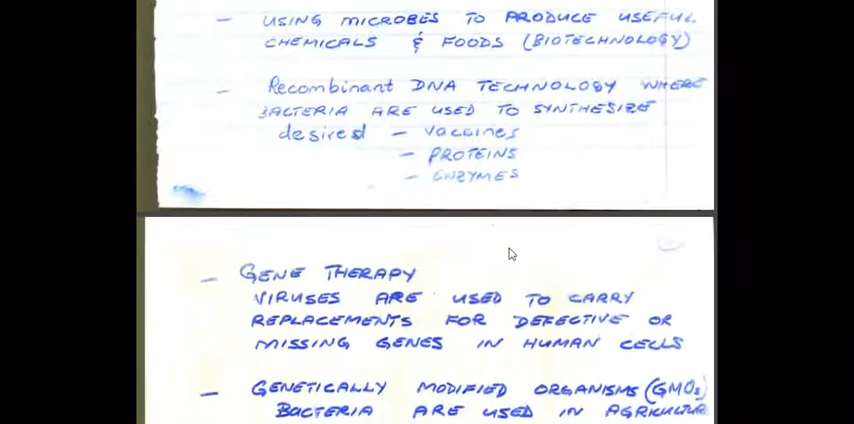 - USING MICROBES TO PRODUCE USEFUL
CHEMICALS & FOODS (BIOTECHNOLOGY)
- Recombinant DNA TECHNOLOGY WHERE
BACTERIA ARE USED TO SYNTHESIZE
desired - vaccines
- PROTEINS
- ENZYMES
- GENE THERAPY
VIRUSES ARE USED TO CARRY
REPLACEMENTS FOR DEFECTIVE OR
MISSING GENES IN HUMAN CELLS
- GENETICALLY MODIFIED ORGANISMS (GMOs)
BACTERIA ARE USED IN AGRICULTUR